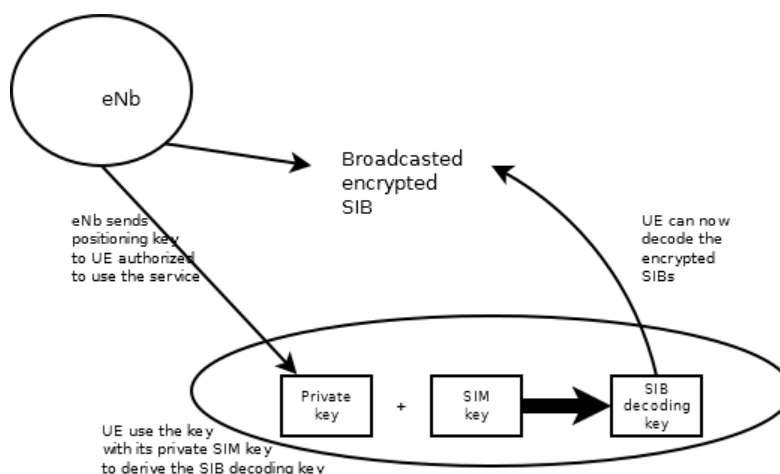 eNb
Broadcasted
encrypted
SIB
eNb sends
positioning key
to UE authorized
to use the service
UE can now
decode the
encrypted
SIBs
Private
key
+
SIM
key
SIB
decoding
key
UE use the key
with its private SIM key
to derive the SIB decoding key